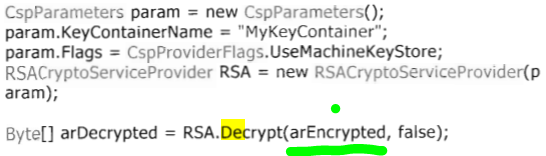 CspParameters param = new CspParameters();
param.KeyContainerName = "MyKeyContainer";
param.Flags = CspProviderFlags.UseMachineKeyStore;
RSACryptoServiceProvider RSA = new RSACryptoServiceProvider(p
aram);
Byte[] arDecrypted = RSA.Decrypt(arEncrypted, false);